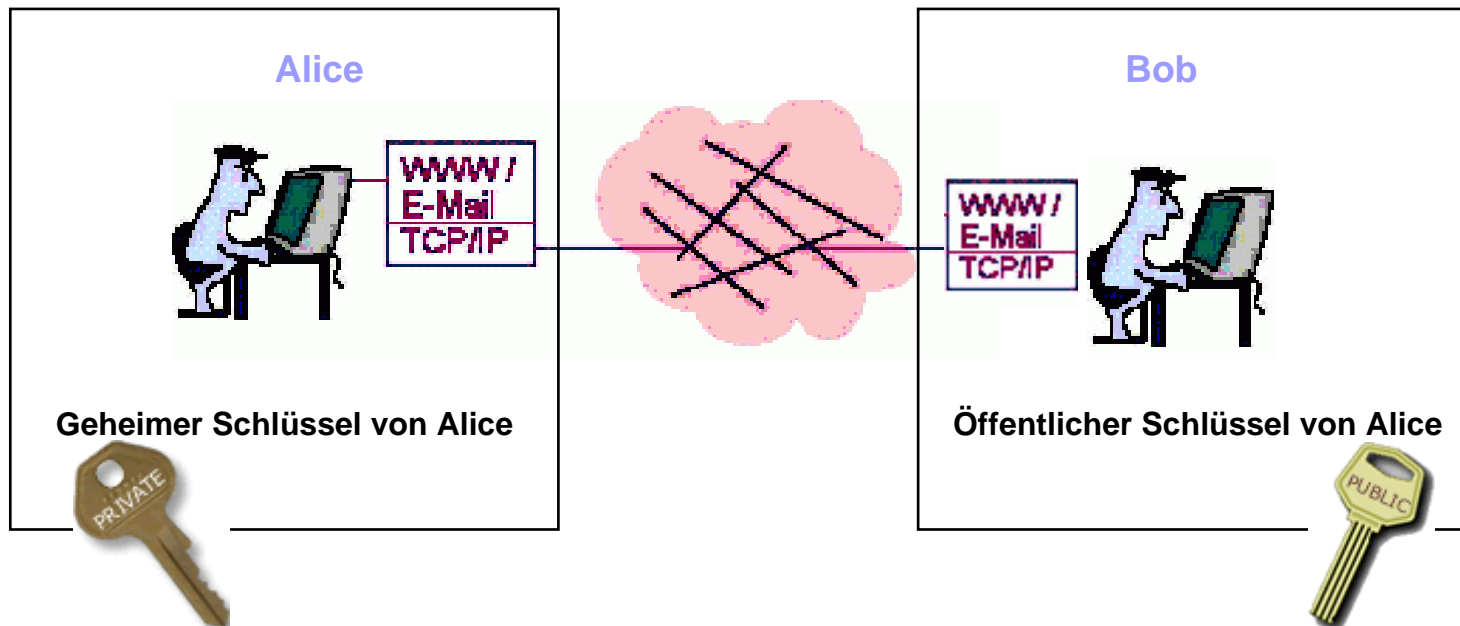 Alice
WWW /
E-Mail
TCP/IP
Geheimer Schlüssel von Alice
PRIVATE
Bob
WWW /
E-Mail
TCP/IP
Öffentlicher Schlüssel von Alice
PUBLIC